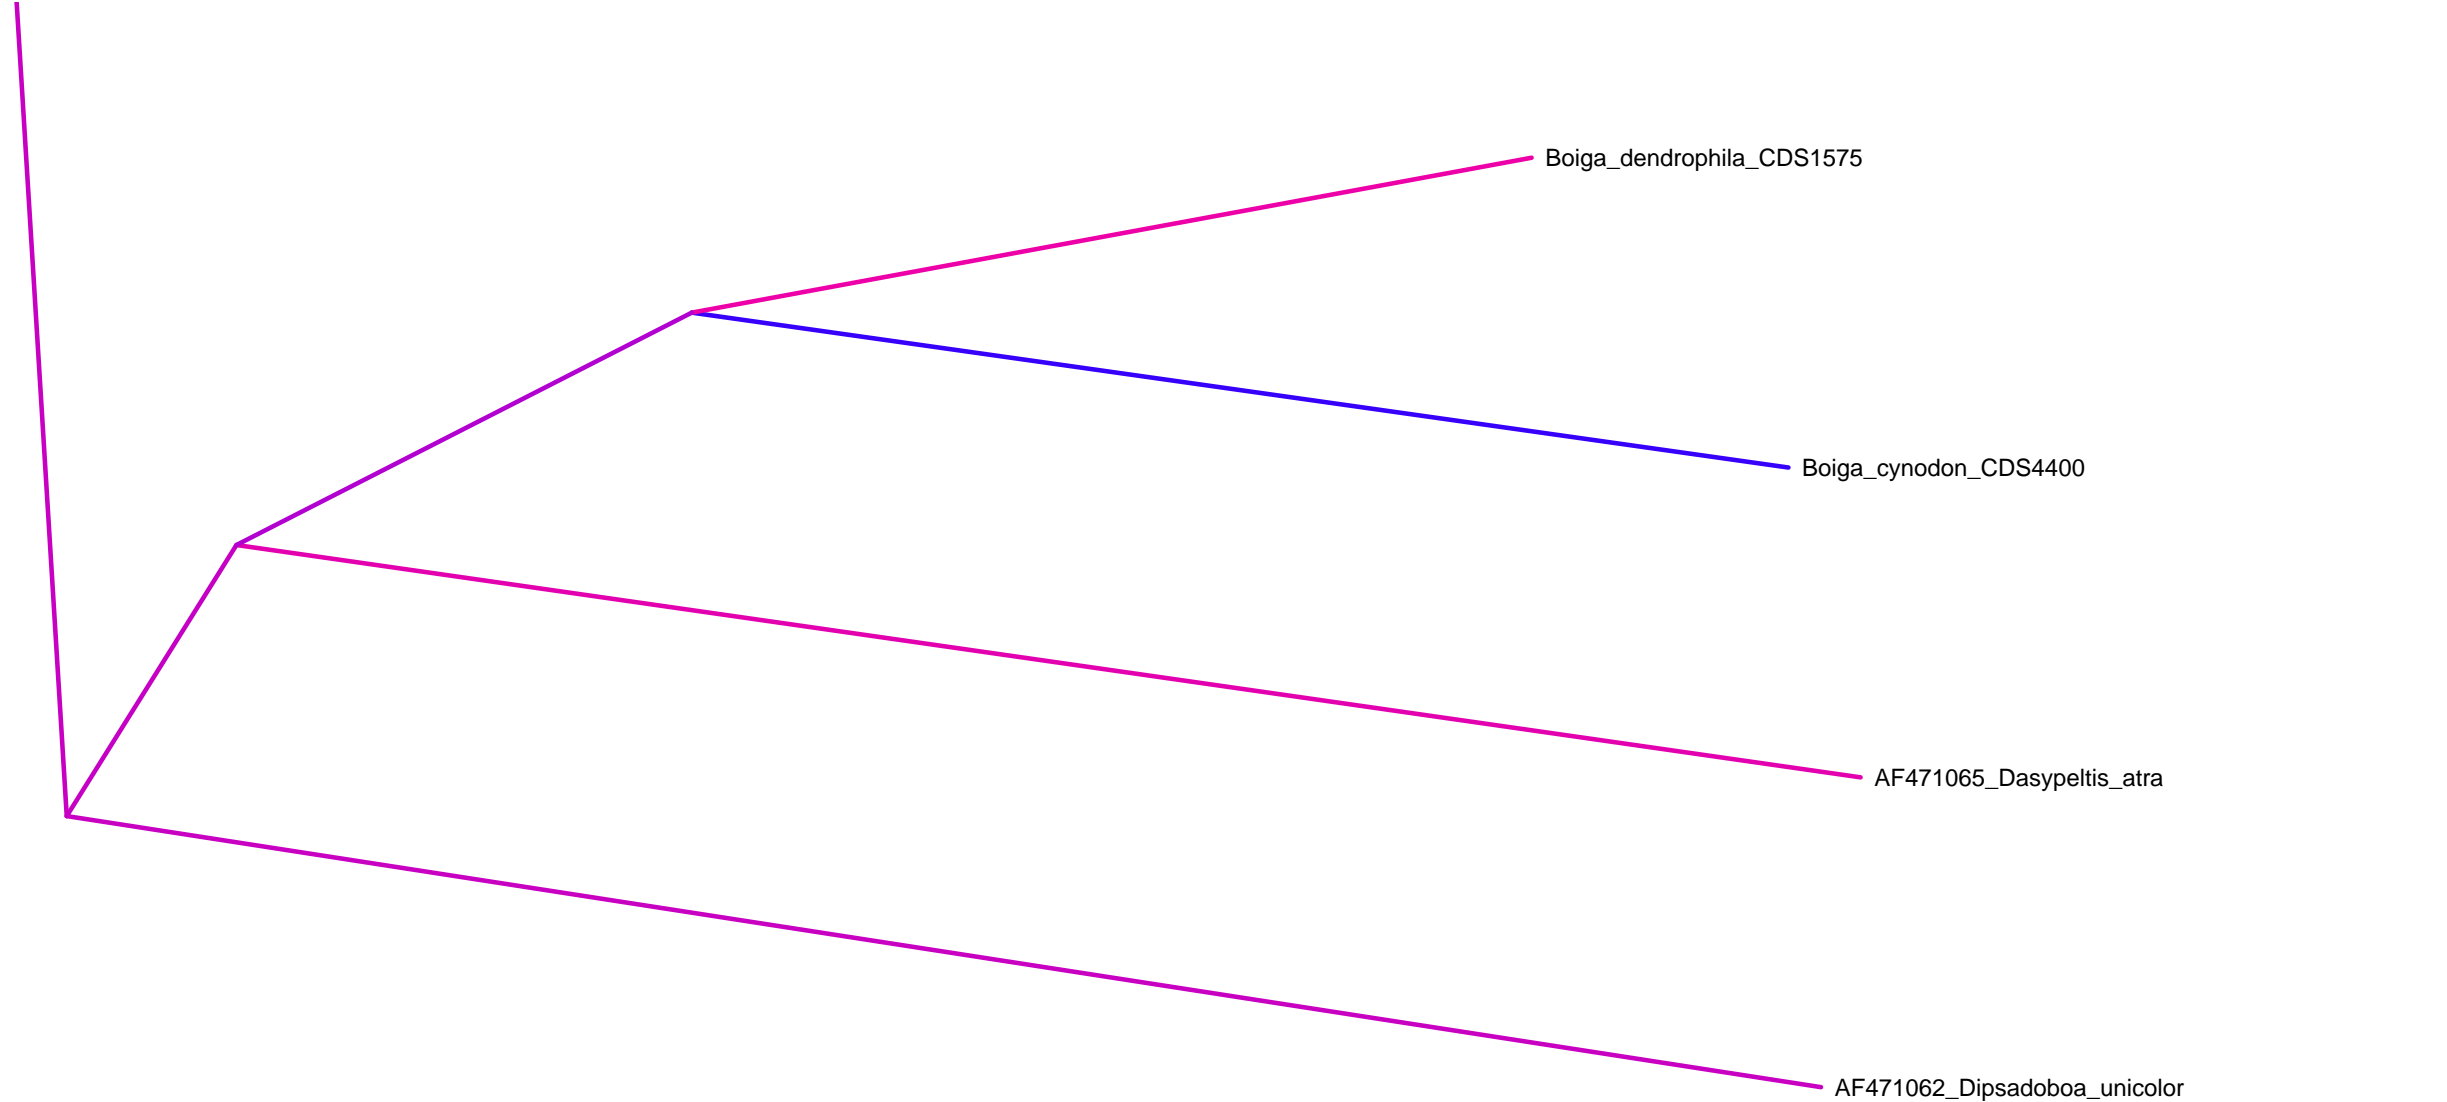 Boiga_dendrophila_CDS1575
Boiga_cynodon_CDS4400
AF471065_Dasypeltis_atra
AF471062_Dipsadoboa_unicolor